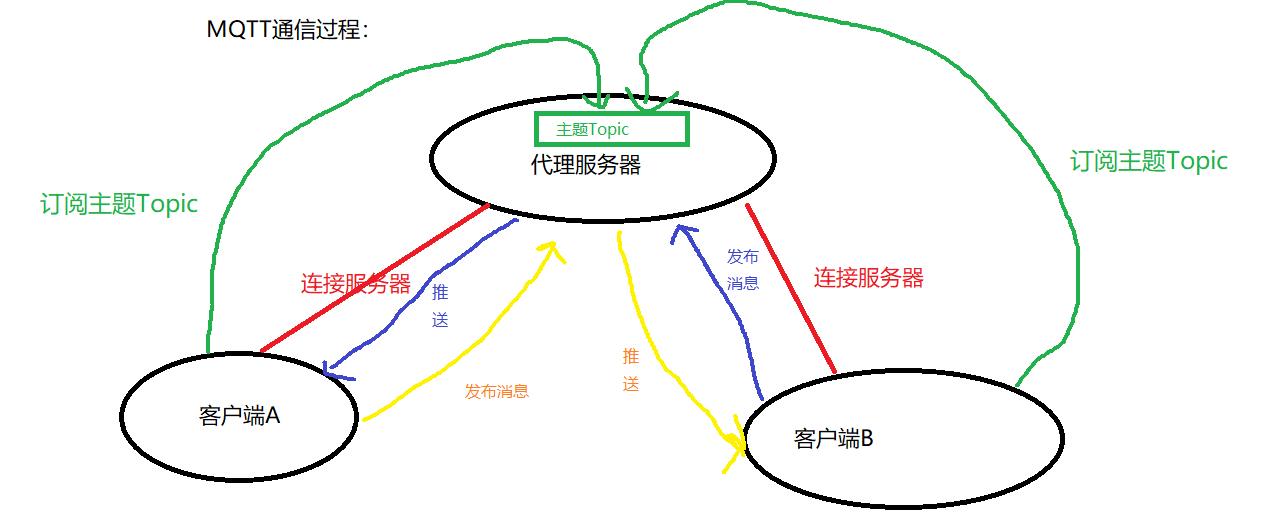 MQTT通信过程：
主题Topic
代理服务器
订阅主题Topic
订阅主题Topic
连接服务器
推
送
发布
消息
连接服务器
发布消息
推
送
客户端A
客户端B